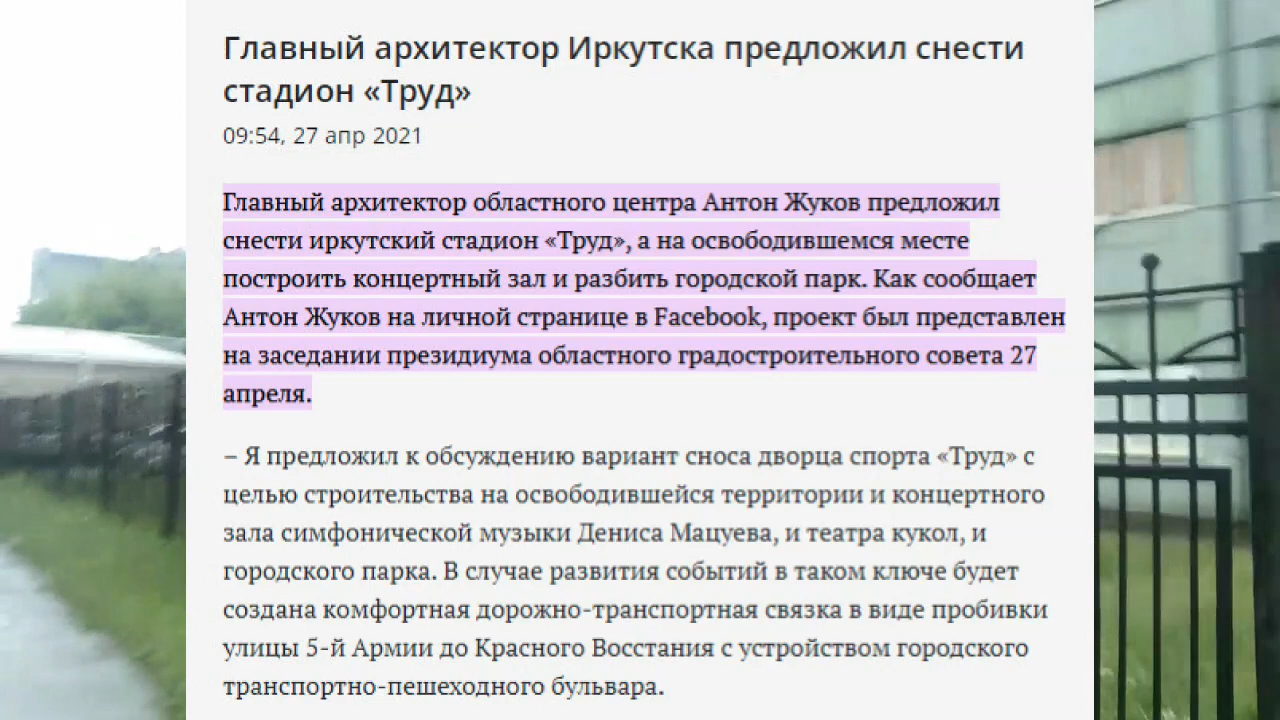 Главный архитектор Иркутска предложил снести
стадион «Труд»
09:54, 27 апр 2021
Главный архитектор областного центра Антон Жуков предложил
снести иркутский стадион «Труд», а на освободившемся месте
построить концертный зал и разбить городской парк. Как сообщает
Антон Жуков на личной странице в Facebook, проект был представлен
на заседании президиума областного градостроительного совета 27
апреля.
– Я предложил к обсуждению вариант сноса дворца спорта «Труд» с
целью строительства на освободившейся территории и концертного
зала симфонической музыки Дениса Мацуева, и театра кукол, и
городского парка. В случае развития событий в таком ключе будет
создана комфортная дорожно-транспортная связка в виде пробивки
улицы 5-й Армии до Красного Восстания с устройством городского
транспортно-пешеходного бульвара.